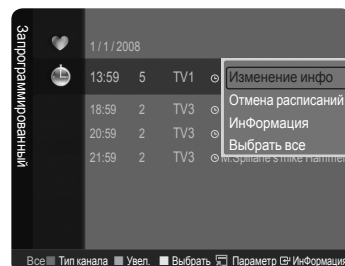 Запрограммированный
1 / 1 / 2008
13:59 5 TV1 Изменение инфо
Отмена расписаний
18:59 2 TV3
ИнФормация
20:59 2 TV3
Выбрать все
21:59 2 TV3 M.Spillane's mike Hammer
Все Тип канала Увел. Выбрать Параметр ИнФормация